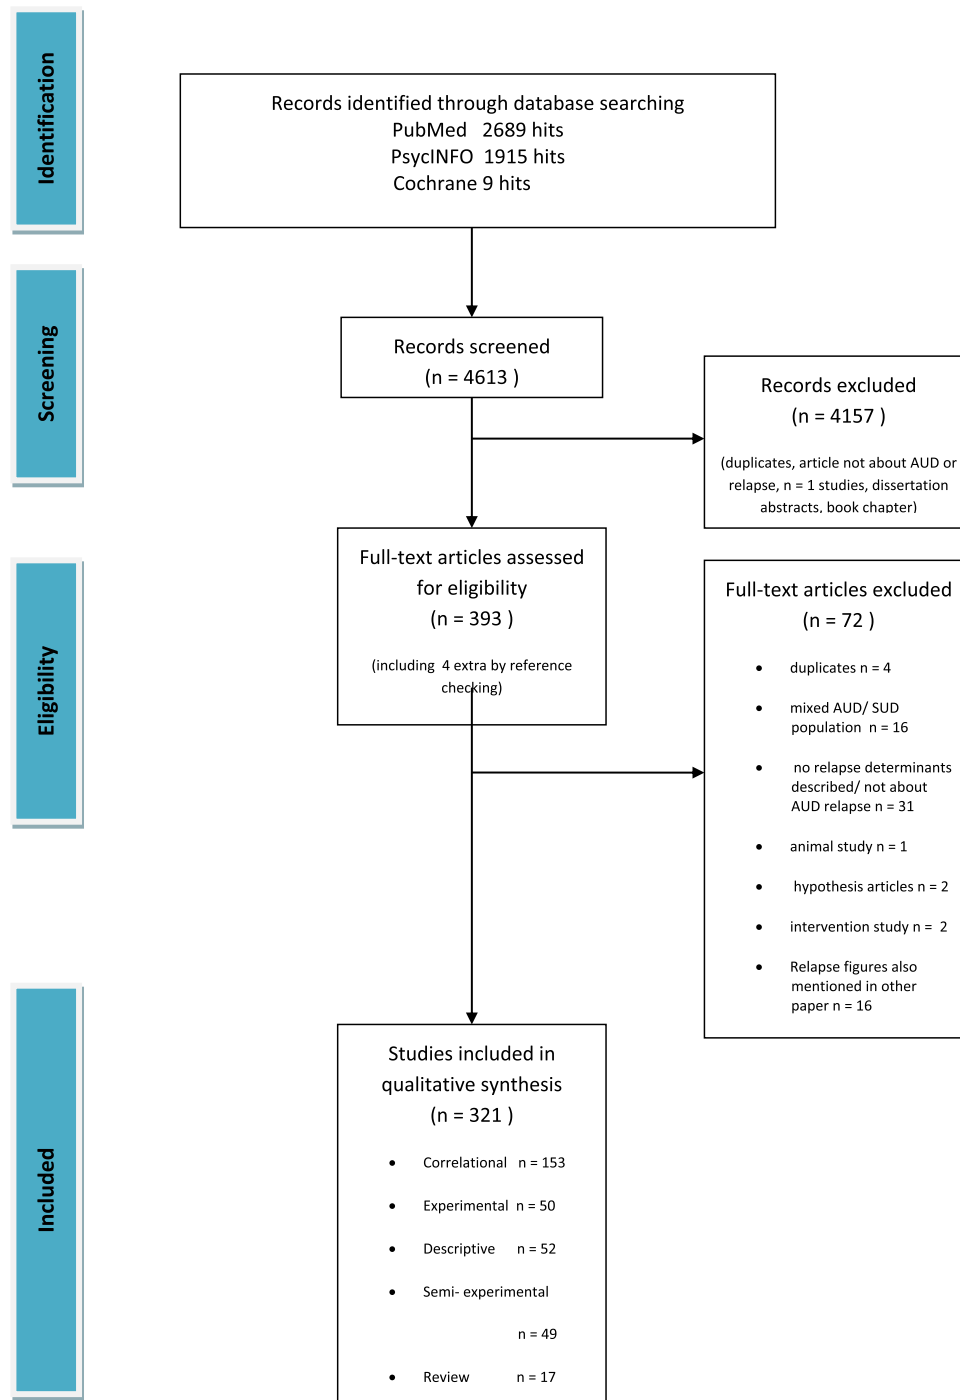 Identification
Records identified through database searching
PubMed 2689 hits
PsycINFO 1915 hits
Cochrane 9 hits
Screening
Records screened
(n = 4613 )
Records excluded
(n = 4157 )
(duplicates, article not about AUD or
relapse, n = 1 studies, dissertation
abstracts, book chapter)
Eligibility
Full-text articles assessed
for eligibility
(n = 393 )
(including 4 extra by reference
checking)
Full-text articles excluded
(n = 72 )
• duplicates n = 4
• mixed AUD/ SUD
population n = 16
• no relapse determinants
described/ not about
AUD relapse n = 31
• animal study n = 1
• hypothesis articles n = 2
• intervention study n = 2
• Relapse figures also
mentioned in other
paper n = 16
Included
Studies included in
qualitative synthesis
(n = 321 )
• Correlational n = 153
• Experimental n = 50
• Descriptive n = 52
• Semi- experimental
n = 49
• Review n = 17